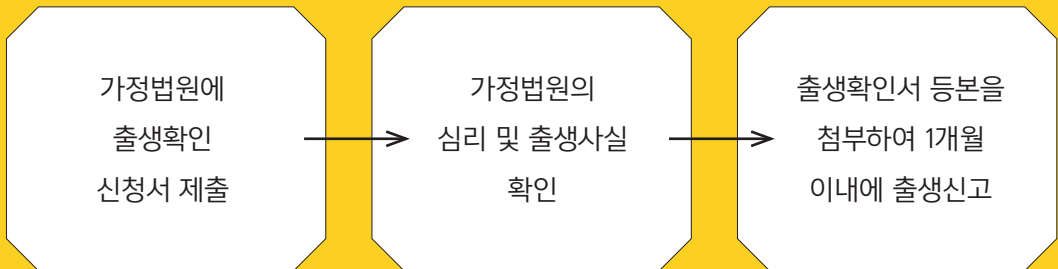 가정법원에
출생확인
신청서 제출
가정법원의
심리 및 출생사실
확인
출생확인서 등본을
첨부하여 1개월
이내에 출생신고